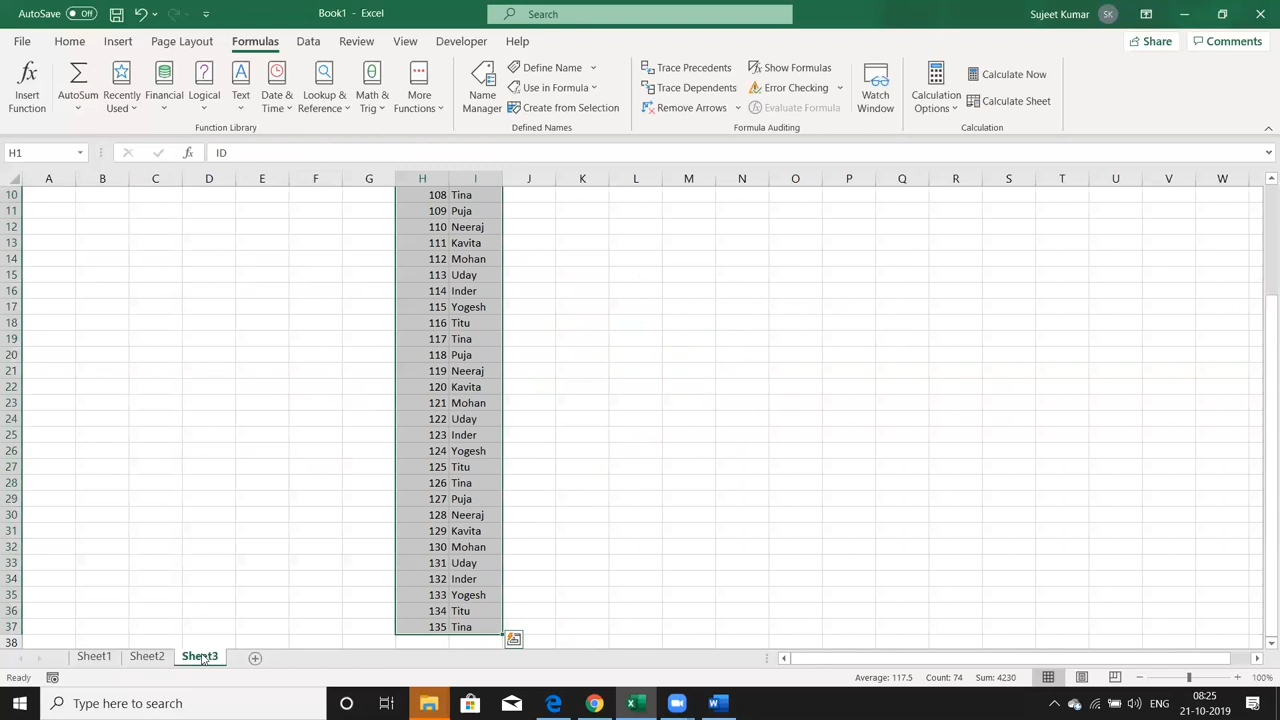 AutoSave Off Book1 - Excel Search Sujeet Kumar SK
File Home Insert Page Layout Formulas Data Review View Developer Help Share Comments
Insert Function
AutoSum
Recently Used
Financial
Logical
Text
Date & Time
Lookup & Reference
Math & Trig
More Functions
Function Library
Name Manager
Define Name
Use in Formula
Create from Selection
Defined Names
Trace Precedents
Trace Dependents
Remove Arrows
Show Formulas
Error Checking
Evaluate Formula
Formula Auditing
Watch Window
Calculation Options
Calculate Now
Calculate Sheet
Calculation
H1 fx ID
A B C D E F G H I J K L M N O P Q R S T U V W
10 108 Tina
11 109 Puja
12 110 Neeraj
13 111 Kavita
14 112 Mohan
15 113 Uday
16 114 Inder
17 115 Yogesh
18 116 Titu
19 117 Tina
20 118 Puja
21 119 Neeraj
22 120 Kavita
23 121 Mohan
24 122 Uday
25 123 Inder
26 124 Yogesh
27 125 Titu
28 126 Tina
29 127 Puja
30 128 Neeraj
31 129 Kavita
32 130 Mohan
33 131 Uday
34 132 Inder
35 133 Yogesh
36 134 Titu
37 135 Tina
38
Sheet1 Sheet2 Sheet3
Ready Average: 117.5 Count: 74 Sum: 4230 100%
Type here to search ENG 08:25
21-10-2019